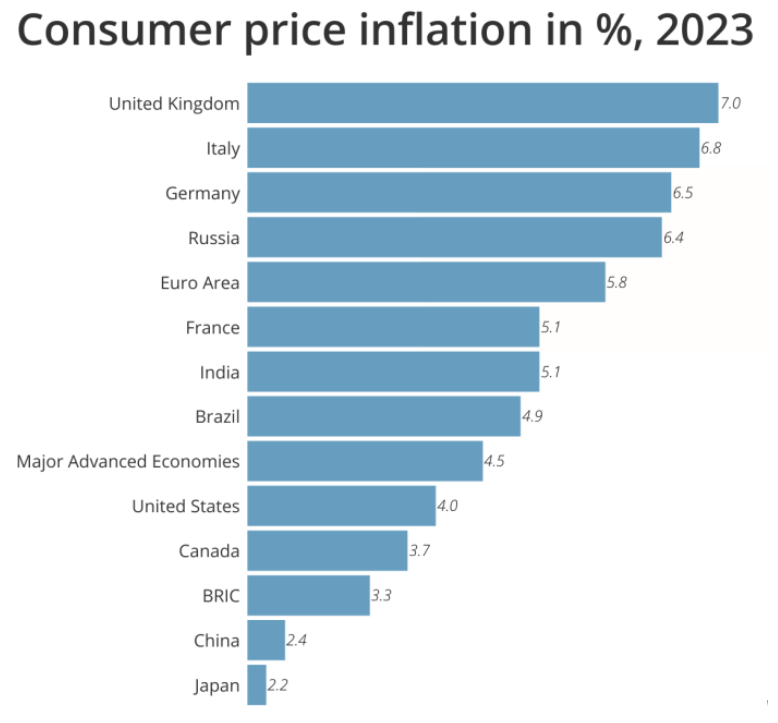 Consumer price inflation in %, 2023
United Kingdom 7.0
Italy 6.8
Germany 6.5
Russia 6.4
Euro Area 5.8
France 5.1
India 5.1
Brazil 4.9
Major Advanced Economies 4.5
United States 4.0
Canada 3.7
BRIC 3.3
China 2.4
Japan 2.2